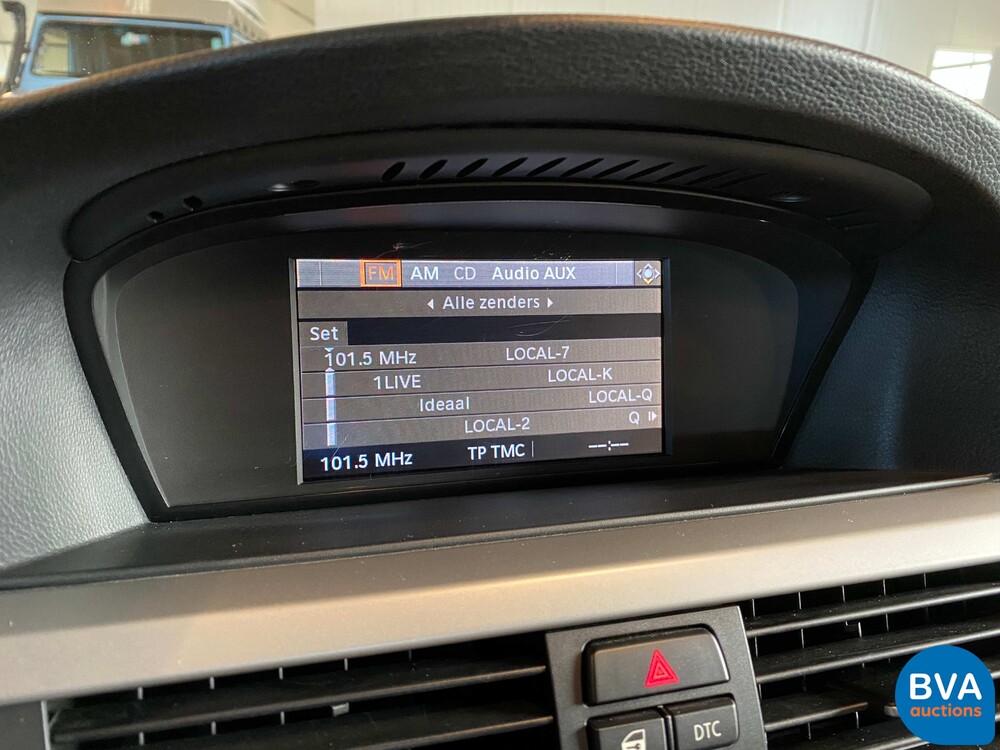 FM AM CD Audio AUX
Alle zenders
Set
101.5 MHz LOCAL-7
1LIVE LOCAL-K
Ideaal LOCAL-Q
LOCAL-2 Q
101.5 MHz TP TMC --:--
DTC
BVA
auctions